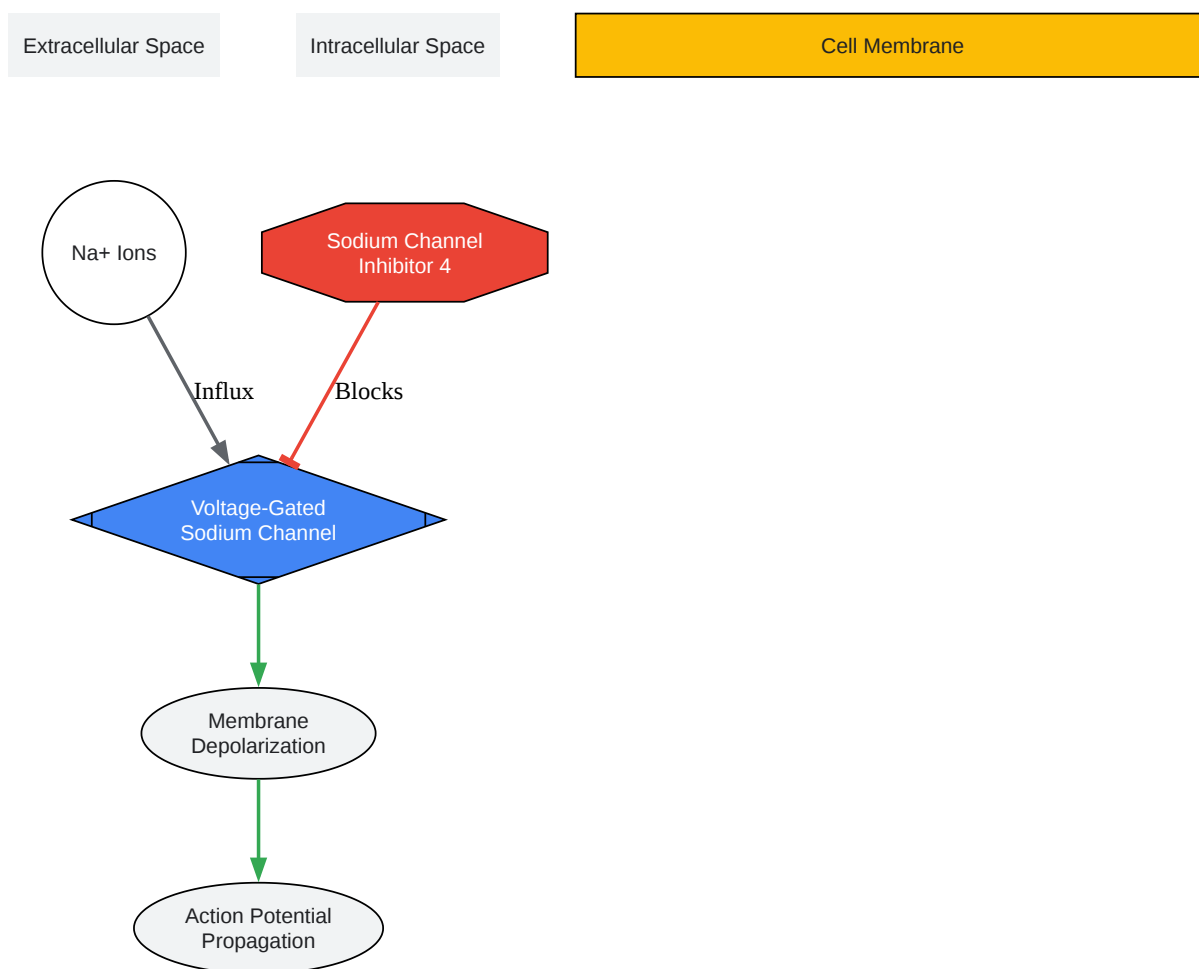 Extracellular Space
Intracellular Space
Cell Membrane
Na+ Ions
Sodium Channel
Inhibitor 4
Influx
Blocks
Voltage-Gated
Sodium Channel
Membrane
Depolarization
Action Potential
Propagation